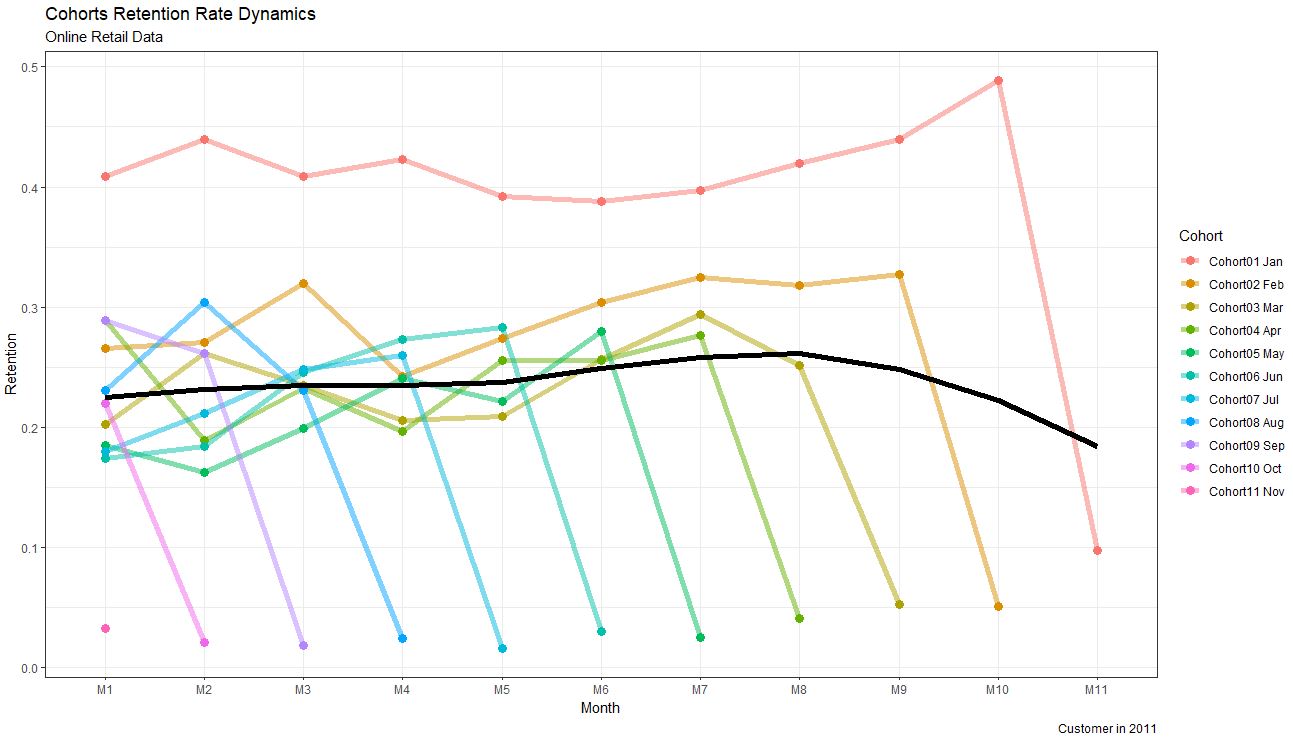 Cohorts Retention Rate Dynamics
Online Retail Data
0.5
0.4
0.3
0.2
0.1
0.0
Retention
M1 M2 M3 M4 M5 M6 M7 M8 M9 M10 M11
Month
Customer in 2011
Cohort
Cohort01 Jan
Cohort02 Feb
Cohort03 Mar
Cohort04 Apr
Cohort05 May
Cohort06 Jun
Cohort07 Jul
Cohort08 Aug
Cohort09 Sep
Cohort10 Oct
Cohort11 Nov